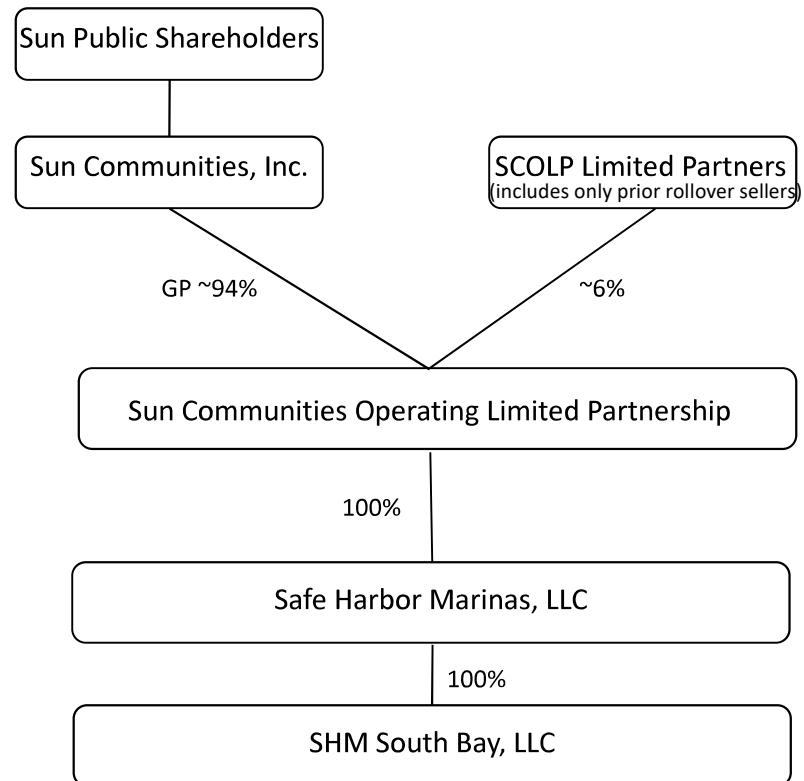 Sun Public Shareholders
Sun Communities, Inc.
SCOLP Limited Partners
(includes only prior rollover sellers)
GP ~94%
~6%
Sun Communities Operating Limited Partnership
100%
Safe Harbor Marinas, LLC
100%
SHM South Bay, LLC